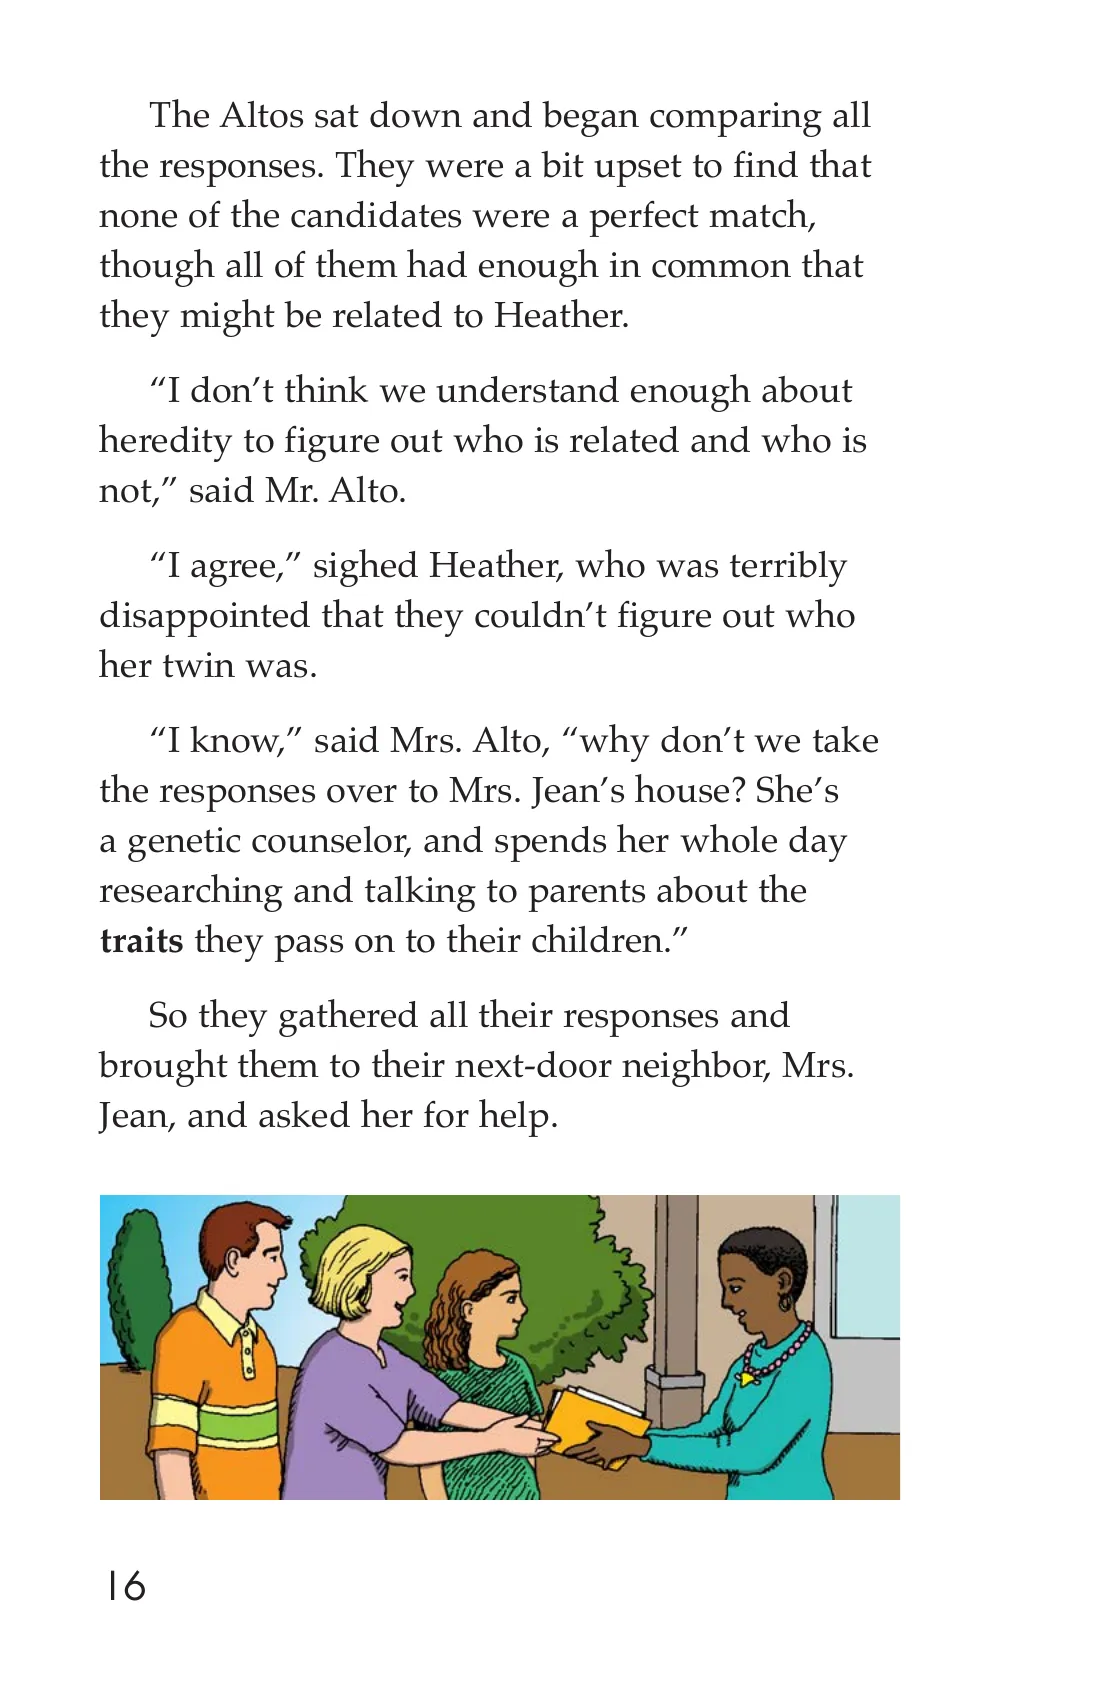 The Altos sat down and began comparing all
the responses. They were a bit upset to find that
none of the candidates were a perfect match,
though all of them had enough in common that
they might be related to Heather.
“I don’t think we understand enough about
heredity to figure out who is related and who is
not,” said Mr. Alto.
“I agree,” sighed Heather, who was terribly
disappointed that they couldn’t figure out who
her twin was.
“I know,” said Mrs. Alto, “why don’t we take
the responses over to Mrs. Jean’s house? She’s
a genetic counselor, and spends her whole day
researching and talking to parents about the
traits they pass on to their children.”
So they gathered all their responses and
brought them to their next-door neighbor, Mrs.
Jean, and asked her for help.
16